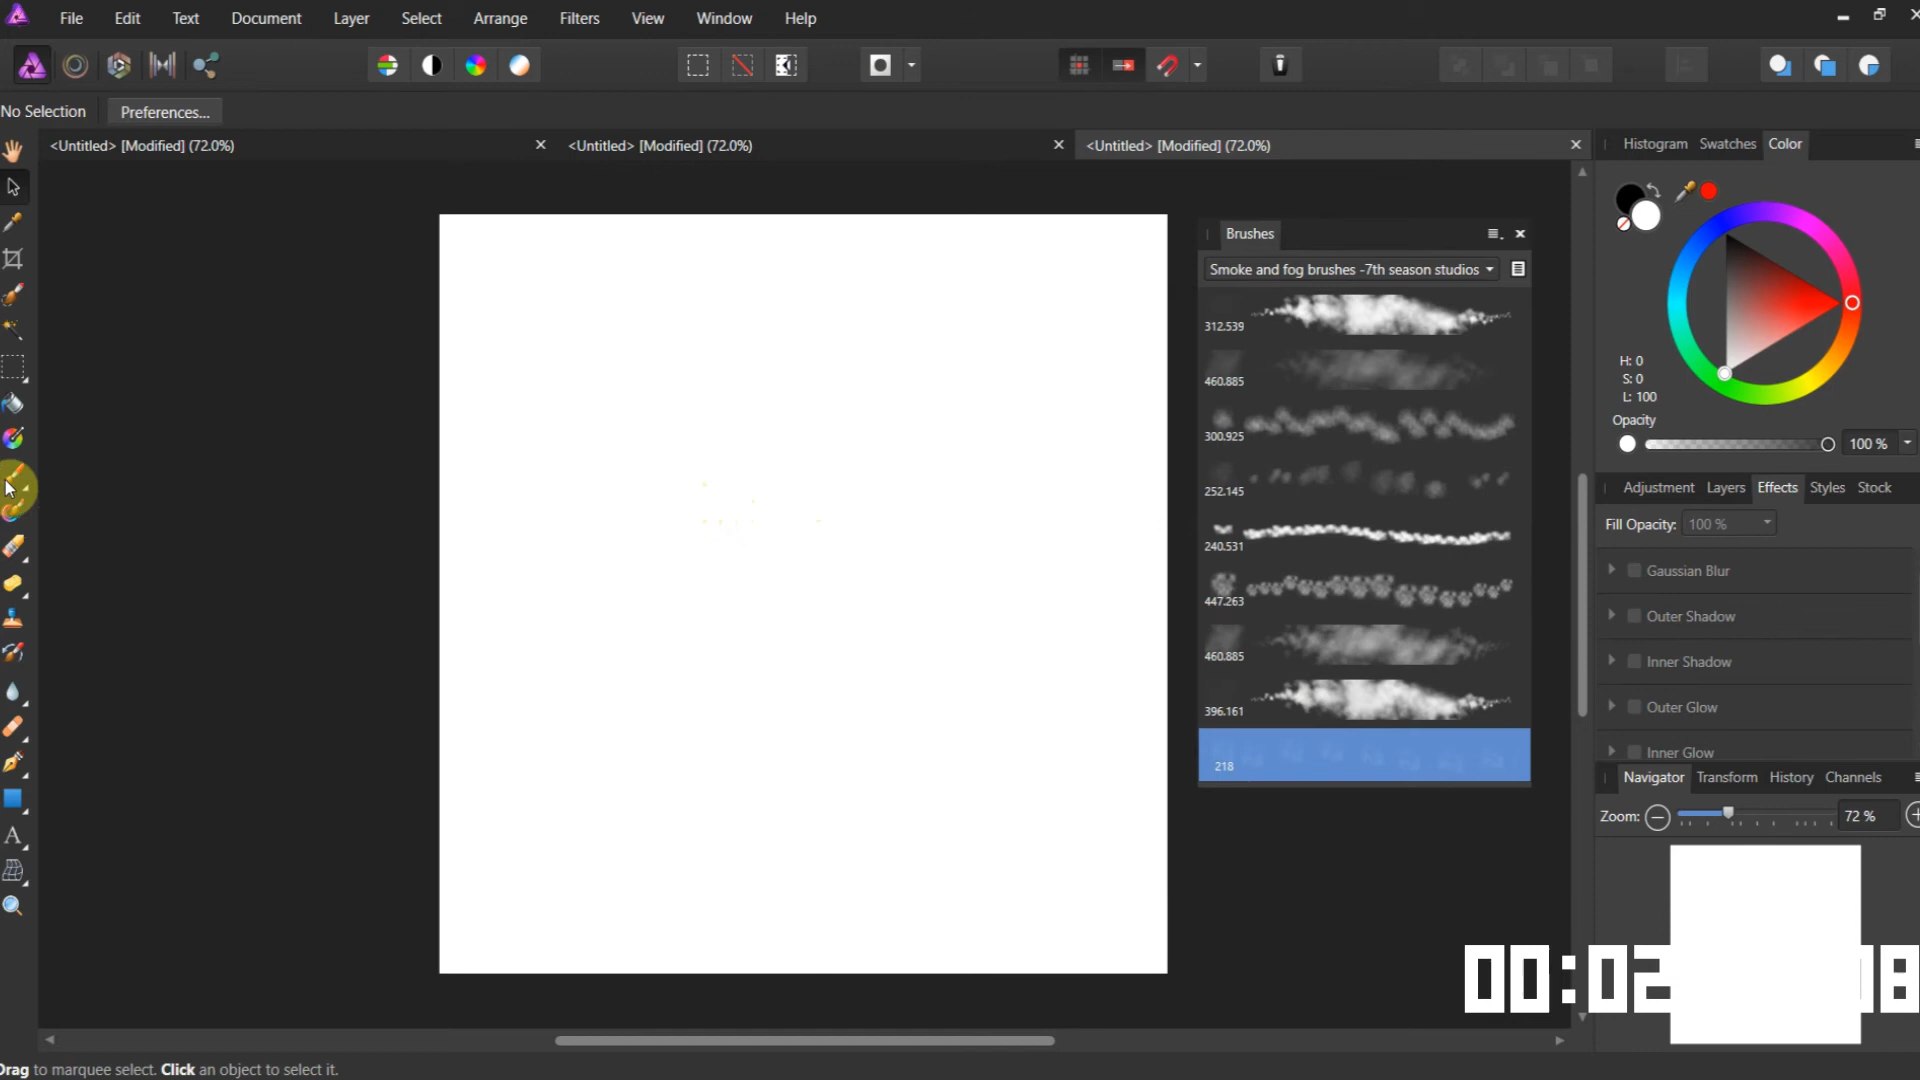 File Edit Text Document Layer Select Arrange Filters View Window Help
No Selection Preferences...
<Untitled> [Modified] (72.0%) <Untitled> [Modified] (72.0%) <Untitled> [Modified] (72.0%)
Histogram Swatches Color
Brushes
Smoke and fog brushes -7th season studios
312.539
460.885
300.925
252.145
240.531
447.263
460.885
396.161
218
H: 0
S: 0
L: 100
Opacity
100 %
Adjustment Layers Effects Styles Stock
Fill Opacity: 100 %
Gaussian Blur
Outer Shadow
Inner Shadow
Outer Glow
Inner Glow
Navigator Transform History Channels
Zoom: 72 %
Drag to marquee select. Click an object to select it.